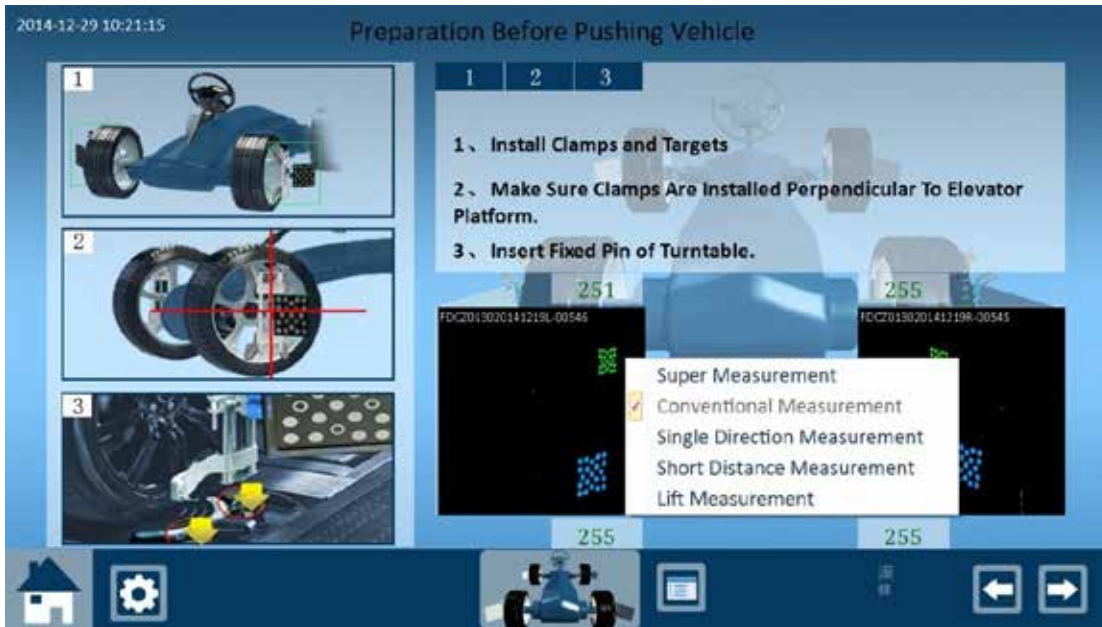 2014-12-29 10:21:15
Preparation Before Pushing Vehicle
1
2
3
1 2 3
1、 Install Clamps and Targets
2、 Make Sure Clamps Are Installed Perpendicular To Elevator
Platform.
3、 Insert Fixed Pin of Turntable.
251
255
FDC2013020141219L-00546
FDC2013020141219R-00545
Super Measurement
✓ Conventional Measurement
Single Direction Measurement
Short Distance Measurement
Lift Measurement
255
255